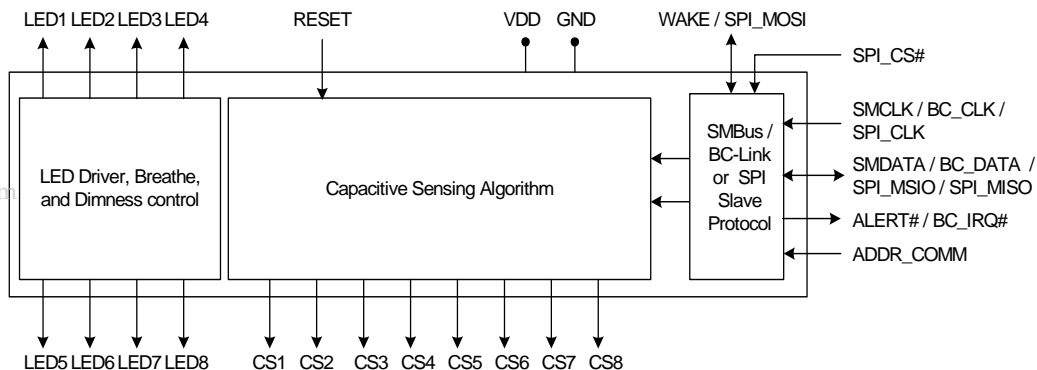 LED1 LED2 LED3 LED4 RESET VDD GND WAKE / SPI_MOSI
SPI_CS#
SMCLK / BC_CLK /
SPI_CLK
SMDATA / BC_DATA /
SPI_MSIO / SPI_MISO
ALERT# / BC_IRQ#
ADDR_COMM
LED Driver, Breathe,
and Dimness control
Capacitive Sensing Algorithm
SMBus /
BC-Link
or SPI
Slave
Protocol
LED5 LED6 LED7 LED8 CS1 CS2 CS3 CS4 CS5 CS6 CS7 CS8